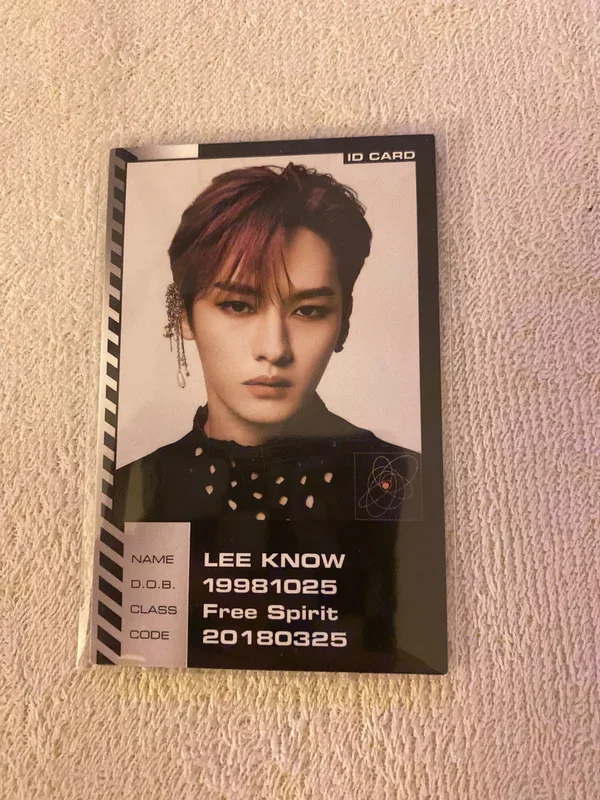 ID CARD
NAME LEE KNOW
D.O.B. 19981025
CLASS Free Spirit
CODE 20180325